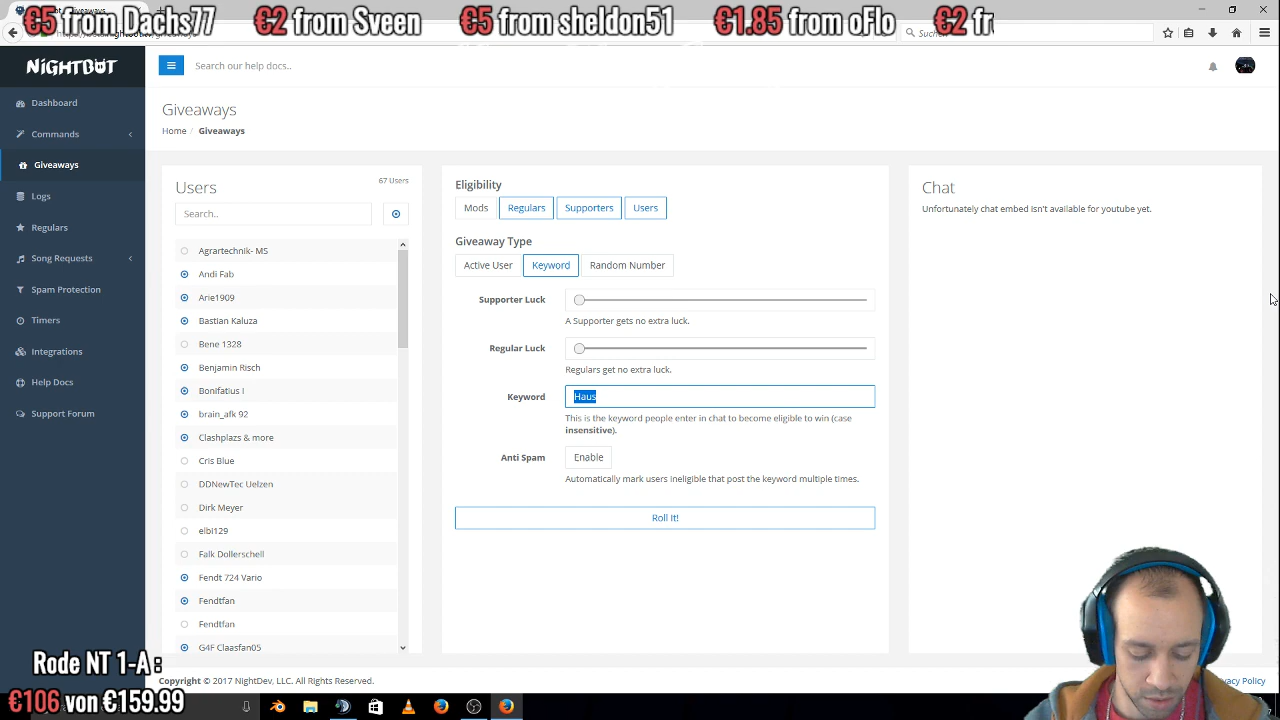 €5 from Dachs77 €2 from Sveen €5 from sheldon51 €1.85 from oFlo €2
Suchen
NIGHTBOT
Search our help docs..
Dashboard
Commands
Giveaways
Logs
Regulars
Song Requests
Spam Protection
Timers
Integrations
Help Docs
Support Forum
Giveaways
Home / Giveaways
Users
67 Users
Search..
Agrartechnik- MS
Andi Fab
Arie1909
Bastian Kaluza
Bene 1328
Benjamin Risch
Bonifatius I
brain_afk 92
Clashplazs & more
Cris Blue
DDNewTec Uelzen
Dirk Meyer
elbi129
Falk Dollerschell
Fendt 724 Vario
Fendtfan
Fendtfan
G4F Claasfan05
Eligibility
Mods Regulars Supporters Users
Giveaway Type
Active User Keyword Random Number
Supporter Luck
A Supporter gets no extra luck.
Regular Luck
Regulars get no extra luck.
Keyword Haus
This is the keyword people enter in chat to become eligible to win (case
insensitive).
Anti Spam Enable
Automatically mark users ineligible that post the keyword multiple times.
Roll It!
Chat
Unfortunately chat embed isn't available for youtube yet.
Rode NT 1-A :
€106 von €159.99
Copyright © 2017 NightDev, LLC. All Rights Reserved.
Policy